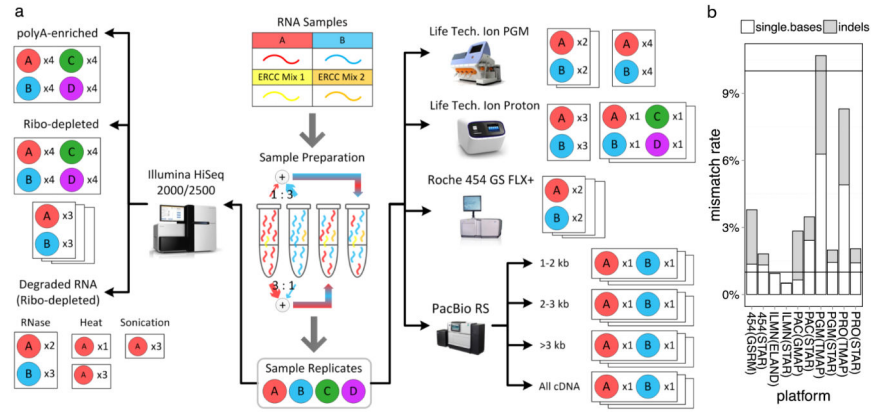 a
polyA-enriched
A x4 C x4
B x4 D x4
Ribo-depleted
A x4 C x4
B x4 D x4
A x3
B x3
Degraded RNA
(Ribo-depleted)
RNase Heat Sonication
A x2 A x1 A x3
B x3 A x3
Illumina HiSeq
2000/2500
RNA Samples
A B
ERCC Mix 1 ERCC Mix 2
Sample Preparation
+
1 : 3
3 : 1
+
Sample Replicates
A B C D
Life Tech. Ion PGM
A x2 A x4
B x2 B x4
Life Tech. Ion Proton
A x3 A x1 C x1
B x3 B x1 D x1
Roche 454 GS FLX+
A x2
B x2
PacBio RS
1-2 kb A x1 B x1
2-3 kb A x1 B x1
>3 kb A x1 B x1
All cDNA A x1 B x1
b
single.bases indels
mismatch rate
9%
6%
3%
0%
454(GSRM)
454(STAR)
ILMN(ELAND)
ILMN(STAR)
PAC(GMAP)
PAC(STAR)
PGM(TMAP)
PGM(STAR)
PRO(TMAP)
PRO(STAR)
platform